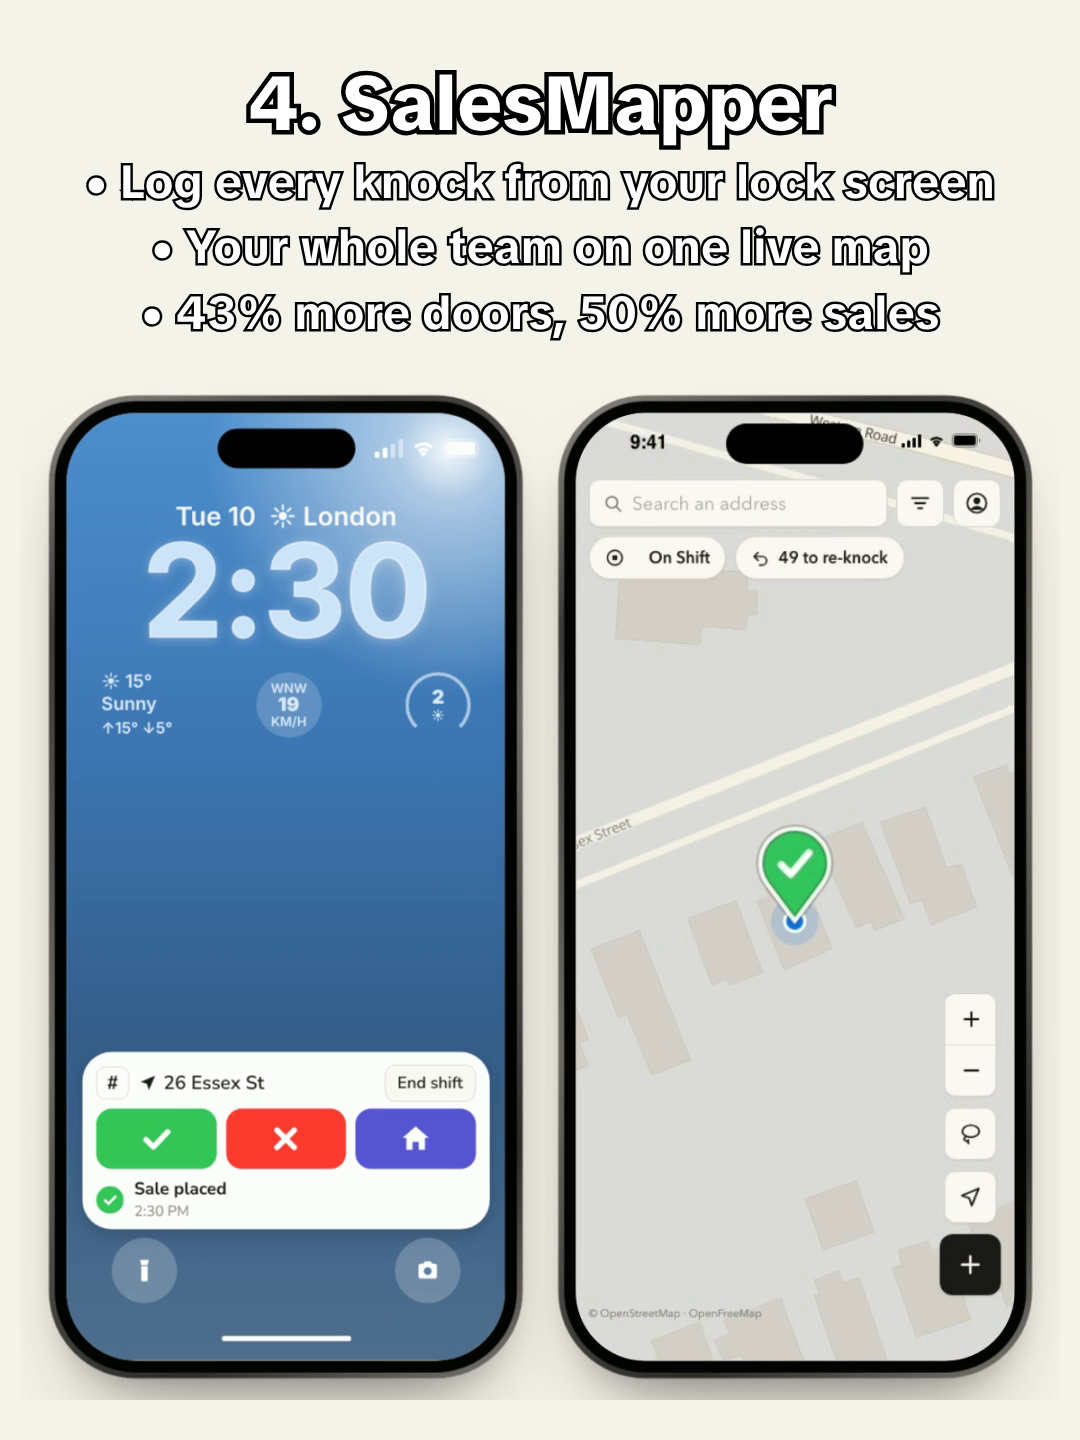 4. SalesMapper
• Log every knock from your lock screen
• Your whole team on one live map
• 43% more doors, 50% more sales
Tue 10 London
2:30
15°
Sunny
↑15° ↓5°
WNW
19
KM/H
2
# 26 Essex St
End shift
Sale placed
2:30 PM
9:41
Road
Search an address
On Shift
49 to re-knock
sex Street
© OpenStreetMap · OpenFreeMap